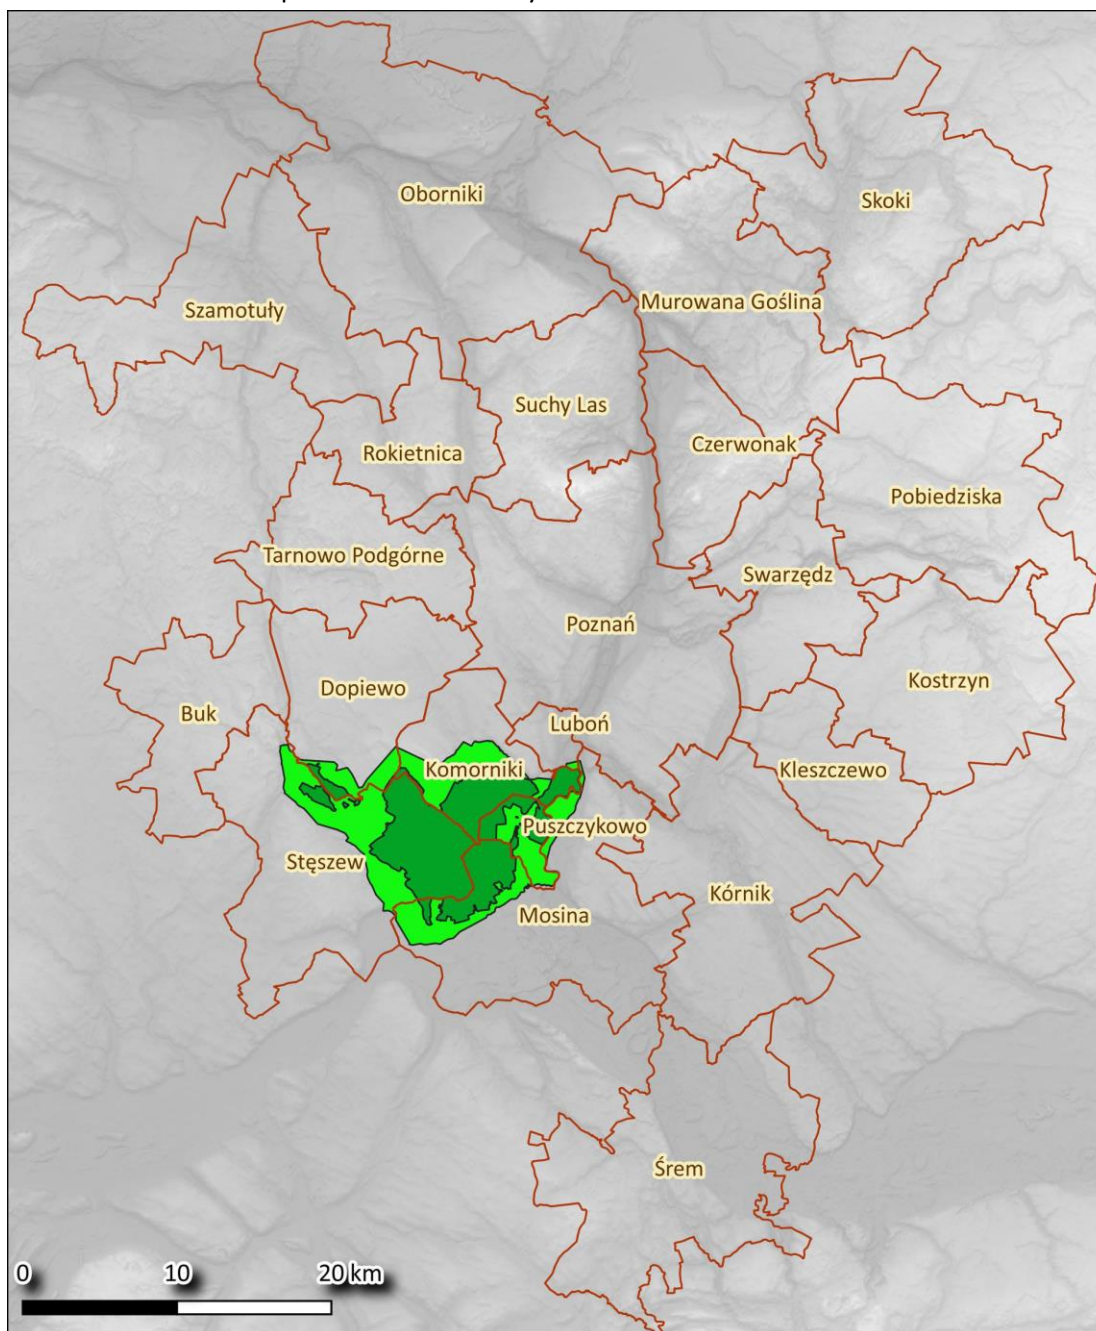 Oborniki
Skoki
Szamotuły
Murowana Goślina
Suchy Las
Rokietnica
Czerwonak
Pobiedziska
Tarnowo Podgórne
Swarzędz
Poznań
Dopiewo
Kostrzyn
Buk
Luboń
Komorniki
Kleszczewo
Puszczykowo
Stęszew
Kórnik
Mosina
Śrem
0 10 20 km